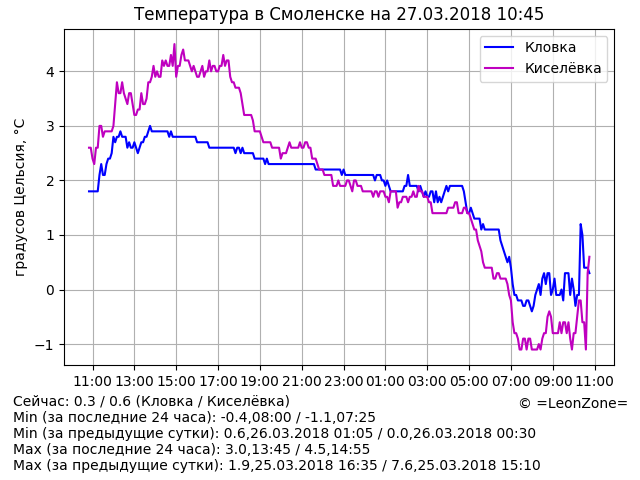 Температура в Смоленске на 27.03.2018 10:45
градусов Цельсия, °C
4
3
2
1
0
−1
Кловка
Киселёвка
11:00 13:00 15:00 17:00 19:00 21:00 23:00 01:00 03:00 05:00 07:00 09:00 11:00
Сейчас: 0.3 / 0.6 (Кловка / Киселёвка)
© =LeonZone=
Min (за последние 24 часа): -0.4,08:00 / -1.1,07:25
Min (за предыдущие сутки): 0.6,26.03.2018 01:05 / 0.0,26.03.2018 00:30
Max (за последние 24 часа): 3.0,13:45 / 4.5,14:55
Max (за предыдущие сутки): 1.9,25.03.2018 16:35 / 7.6,25.03.2018 15:10